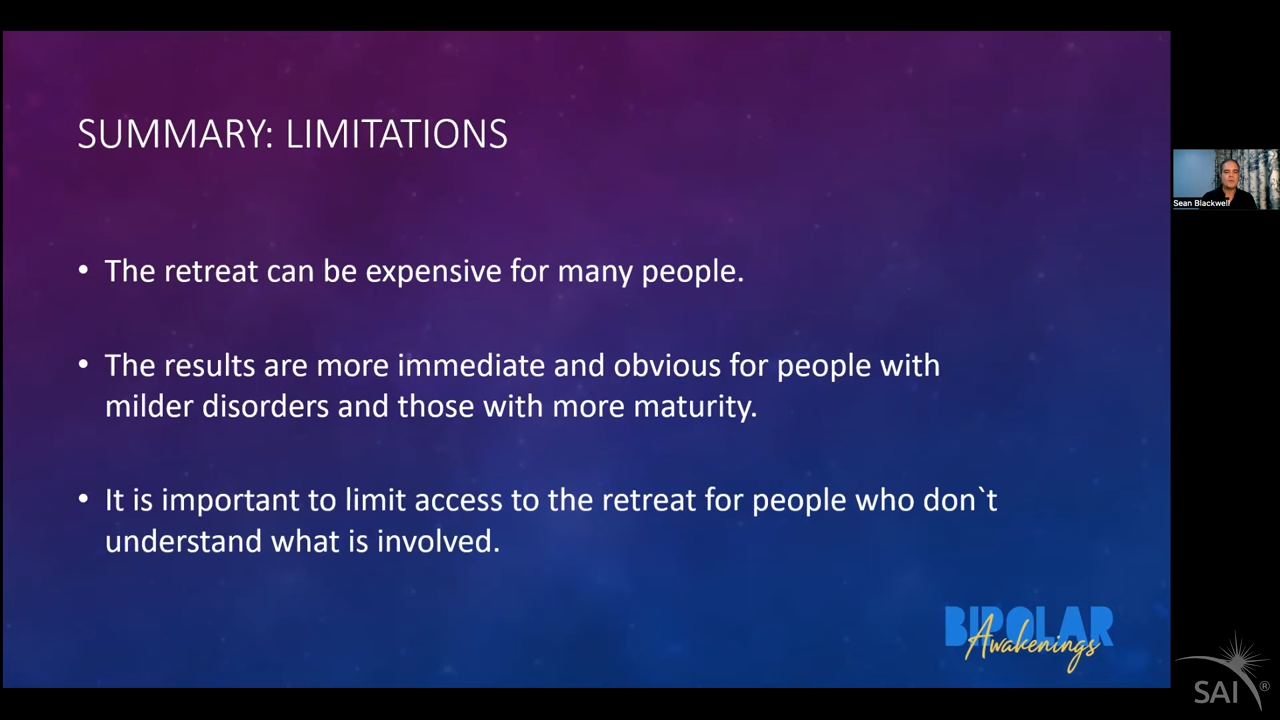 SUMMARY: LIMITATIONS
• The retreat can be expensive for many people.
• The results are more immediate and obvious for people with
milder disorders and those with more maturity.
• It is important to limit access to the retreat for people who don`t
understand what is involved.
BIPOLAR
Awakenings
Sean Blackwell
SAI®